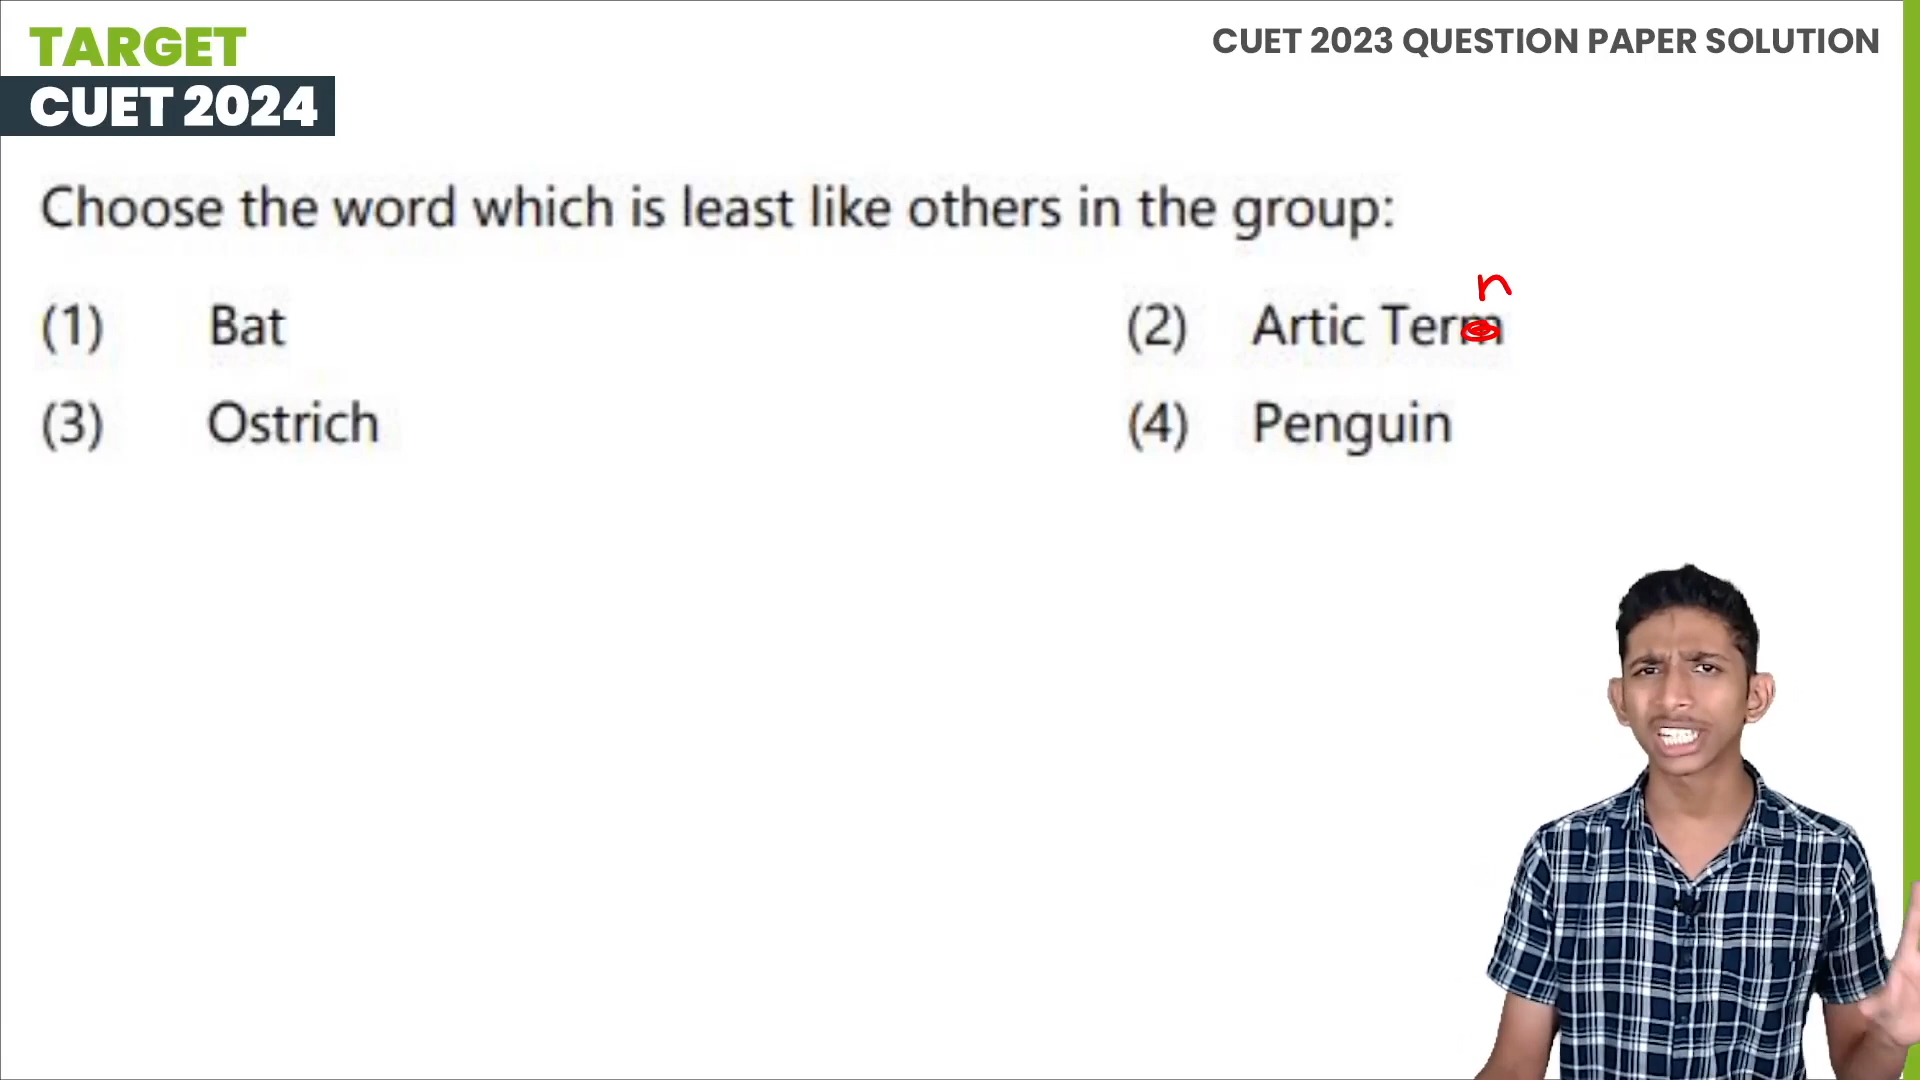 TARGET
CUET 2024
CUET 2023 QUESTION PAPER SOLUTION
Choose the word which is least like others in the group:
n
(1) Bat (2) Artic Term
(3) Ostrich (4) Penguin